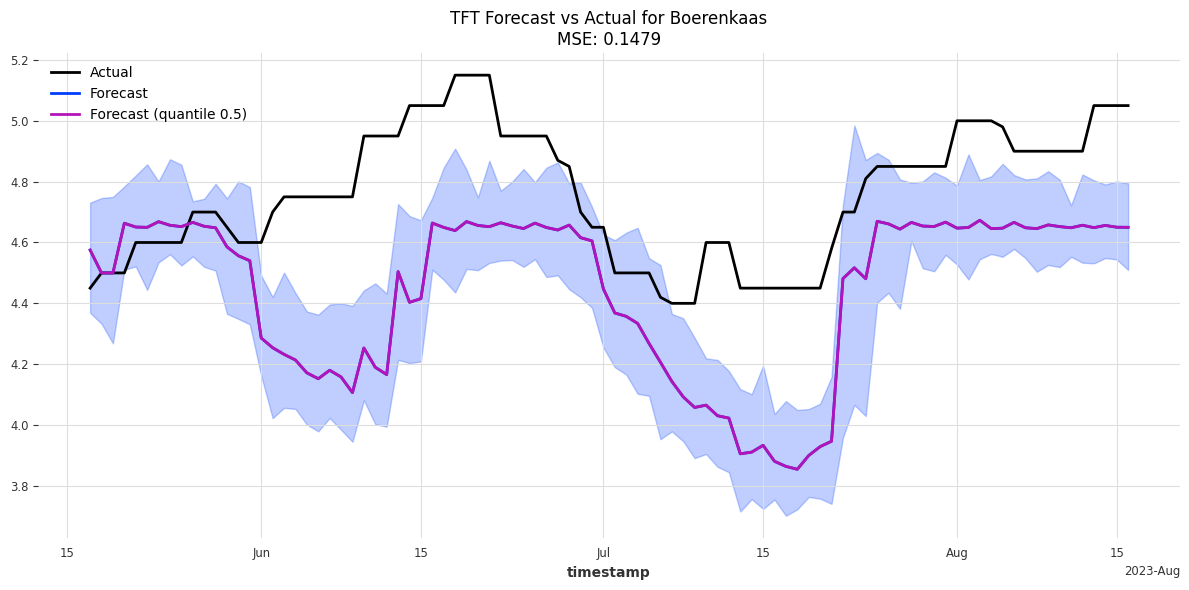 TFT Forecast vs Actual for Boerenkaas
MSE: 0.1479
Actual
Forecast
Forecast (quantile 0.5)
5.2
5.0
4.8
4.6
4.4
4.2
4.0
3.8
15
Jun
15
Jul
15
Aug
15
timestamp
2023-Aug